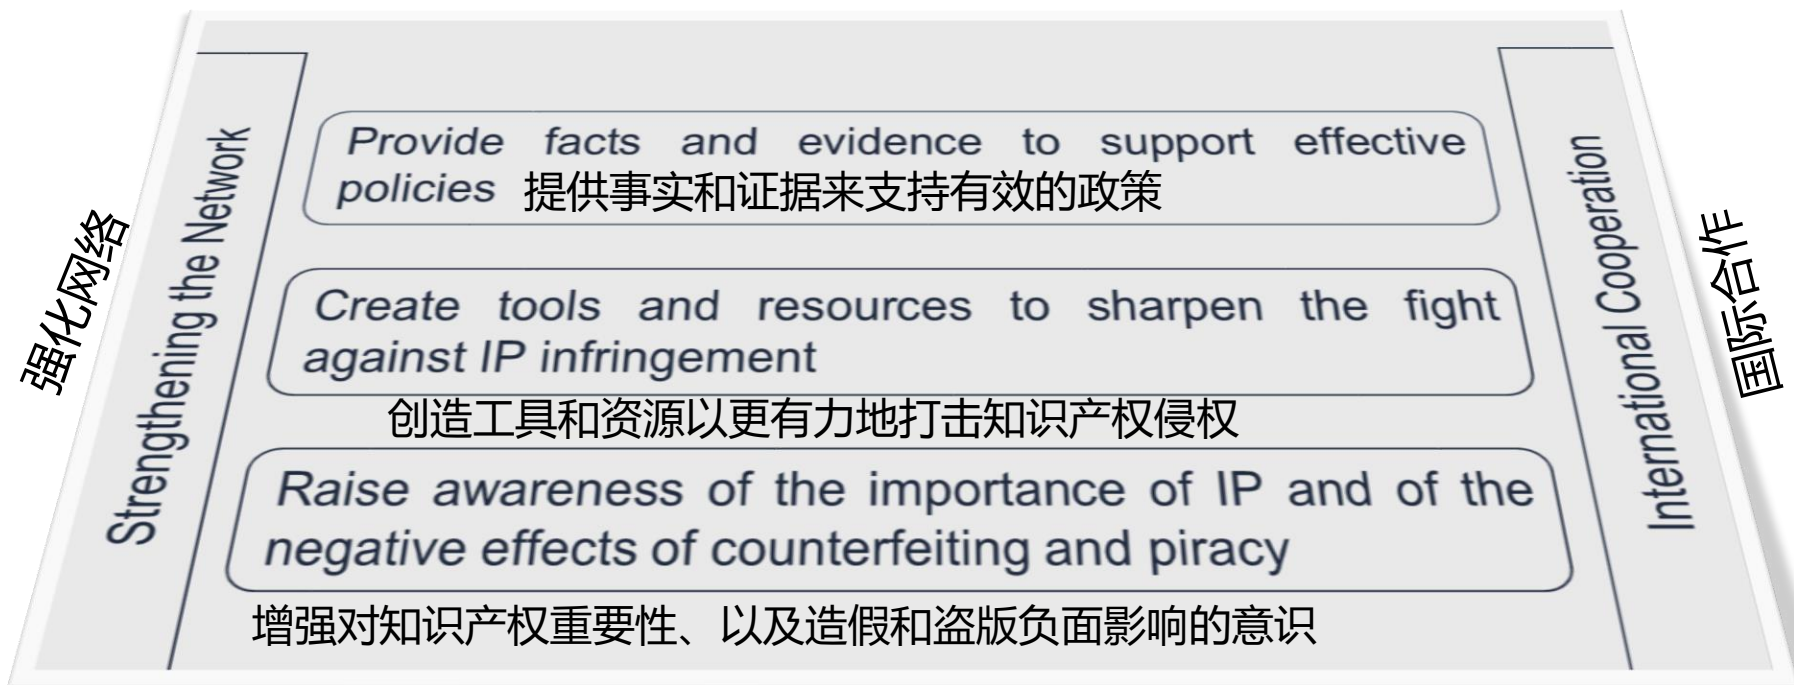 强化网络
Strengthening the Network
Provide facts and evidence to support effective
policies 提供事实和证据来支持有效的政策
Create tools and resources to sharpen the fight
against IP infringement
创造工具和资源以更有力地打击知识产权侵权
Raise awareness of the importance of IP and of the
negative effects of counterfeiting and piracy
增强对知识产权重要性、以及造假和盗版负面影响的意识
International Cooperation
国际合作